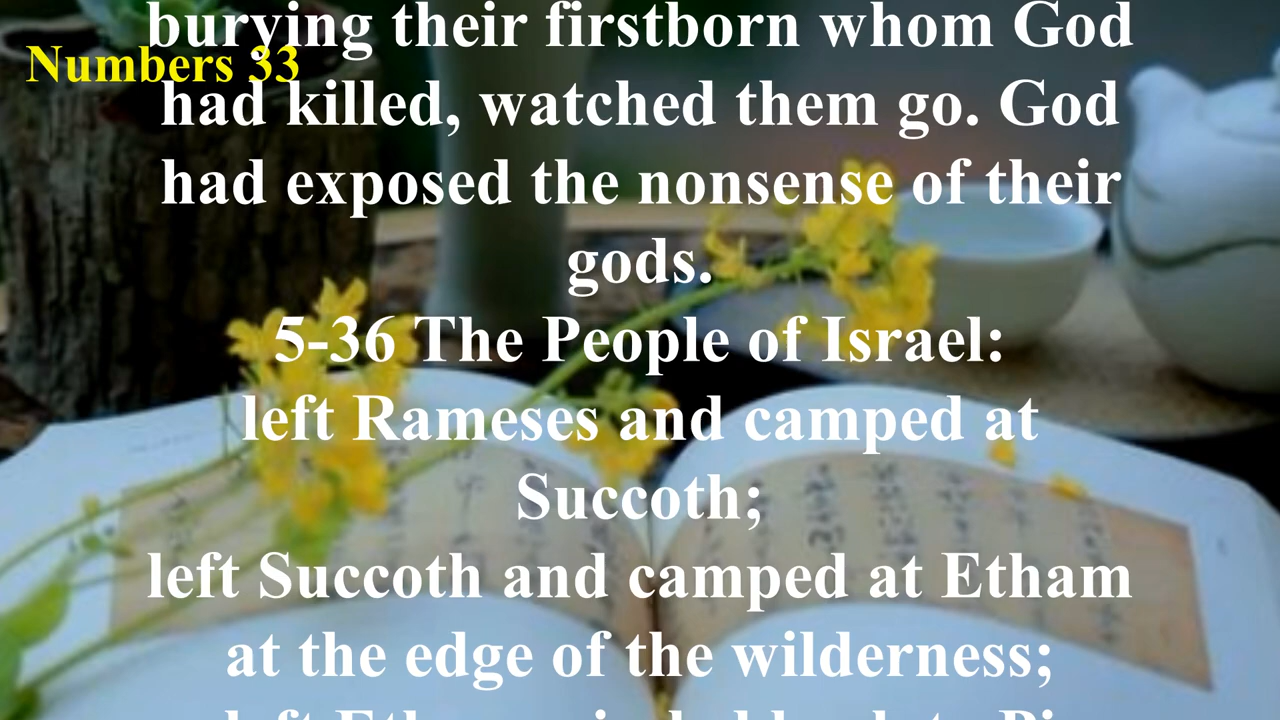 burying their firstborn whom God
Numbers 33
had killed, watched them go. God
had exposed the nonsense of their
gods.
5-36 The People of Israel:
left Rameses and camped at
Succoth;
left Succoth and camped at Etham
at the edge of the wilderness;